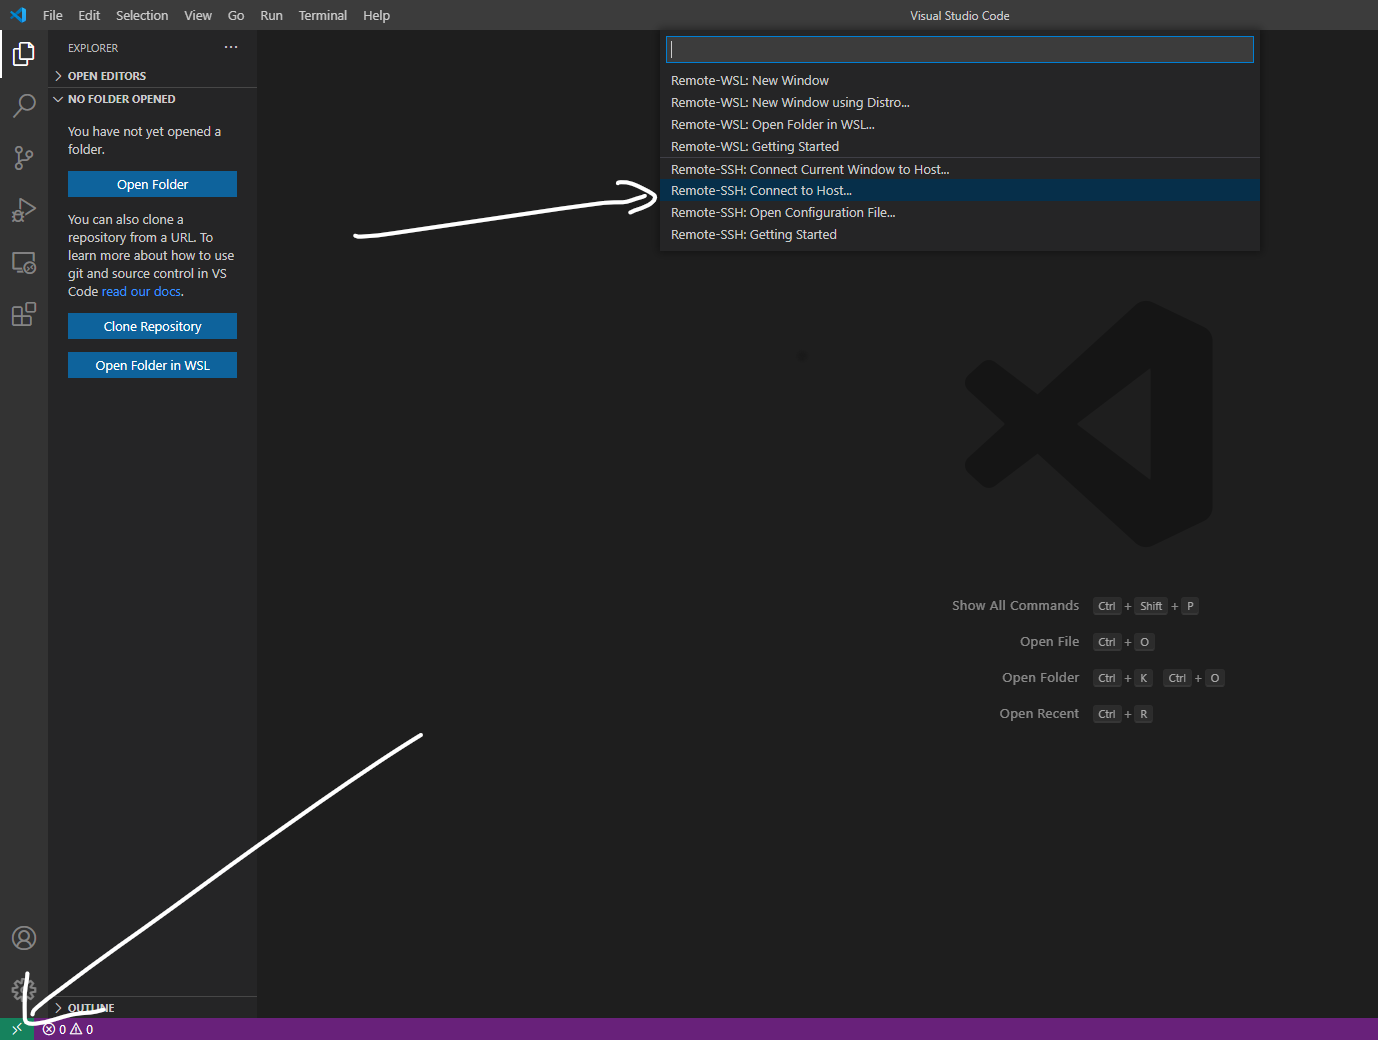 File Edit Selection View Go Run Terminal Help
Visual Studio Code
EXPLORER
OPEN EDITORS
NO FOLDER OPENED
You have not yet opened a
folder.
Open Folder
You can also clone a
repository from a URL. To
learn more about how to use
git and source control in VS
Code read our docs.
Clone Repository
Open Folder in WSL
OUTLINE
0 0
Remote-WSL: New Window
Remote-WSL: New Window using Distro...
Remote-WSL: Open Folder in WSL...
Remote-WSL: Getting Started
Remote-SSH: Connect Current Window to Host...
Remote-SSH: Connect to Host...
Remote-SSH: Open Configuration File...
Remote-SSH: Getting Started
Show All Commands Ctrl + Shift + P
Open File Ctrl + O
Open Folder Ctrl + K Ctrl + O
Open Recent Ctrl + R